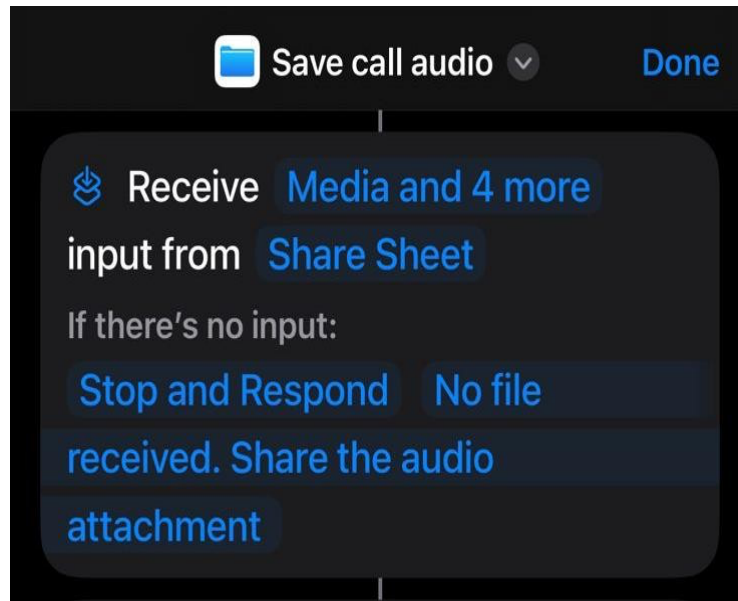 Save call audio Done
Receive Media and 4 more
input from Share Sheet
If there’s no input:
Stop and Respond No file
received. Share the audio
attachment